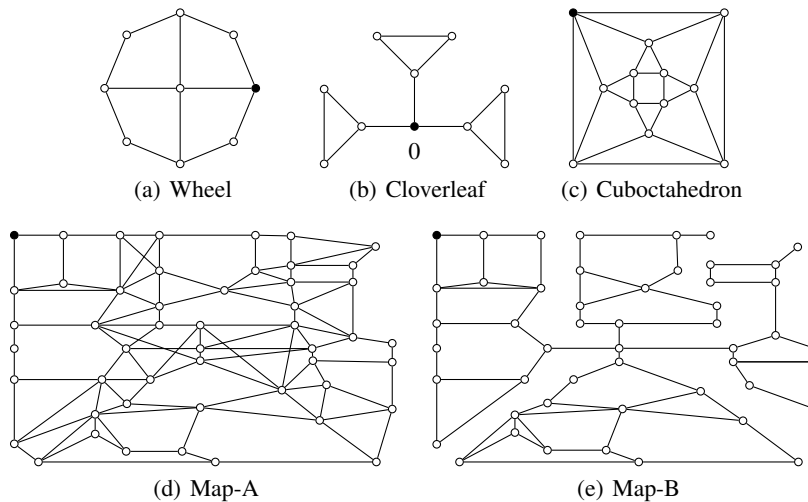 0
(a) Wheel
(b) Cloverleaf
(c) Cuboctahedron
(d) Map-A
(e) Map-B